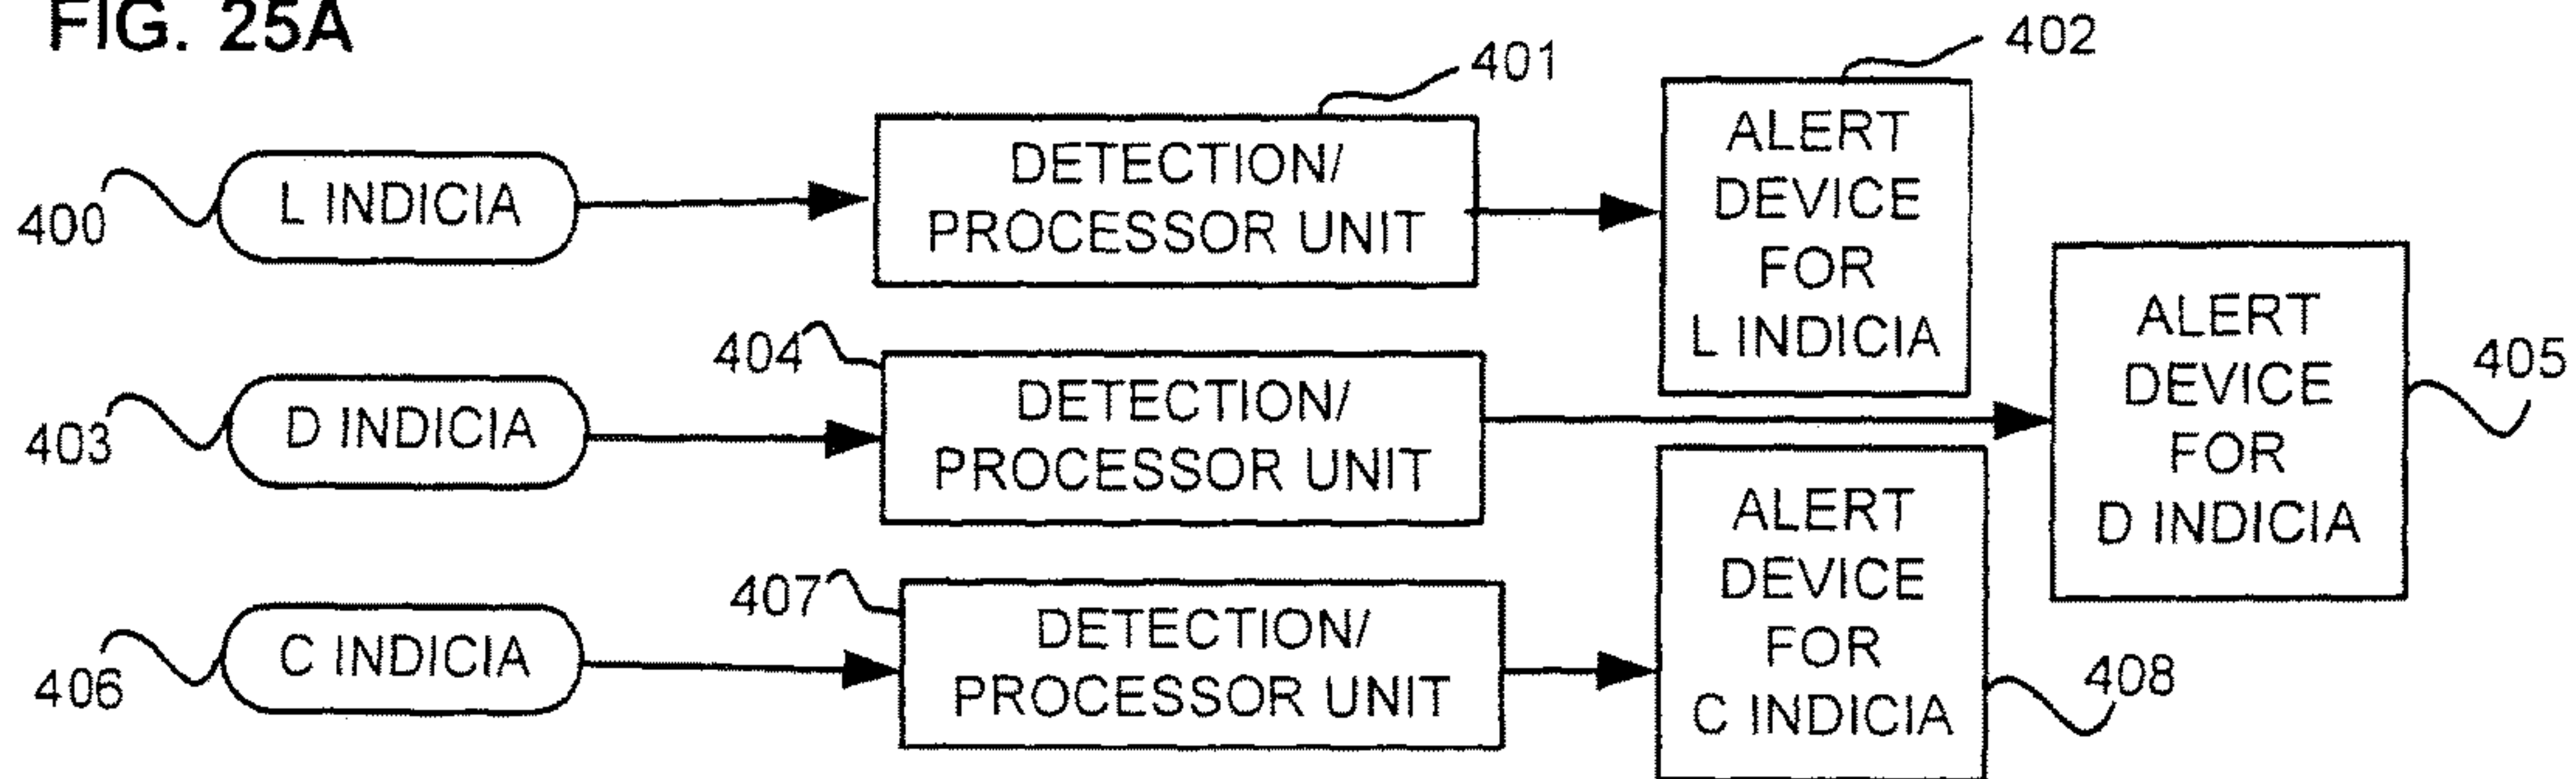 FIG. 25A
400
L INDICIA
401
DETECTION/
PROCESSOR UNIT
402
ALERT
DEVICE
FOR
L INDICIA
403
D INDICIA
404
DETECTION/
PROCESSOR UNIT
405
ALERT
DEVICE
FOR
D INDICIA
406
C INDICIA
407
DETECTION/
PROCESSOR UNIT
408
ALERT
DEVICE
FOR
C INDICIA